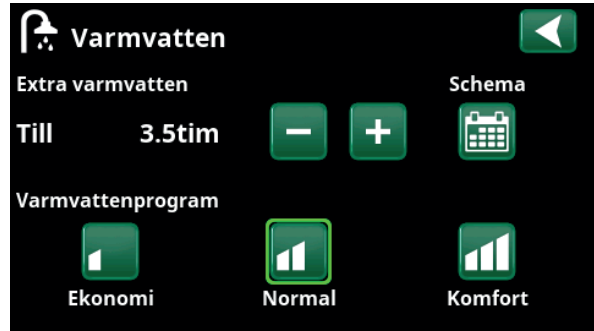 Varmvatten
Extra varmvatten Schema
Till 3.5tim − +
Varmvattenprogram
Ekonomi Normal Komfort